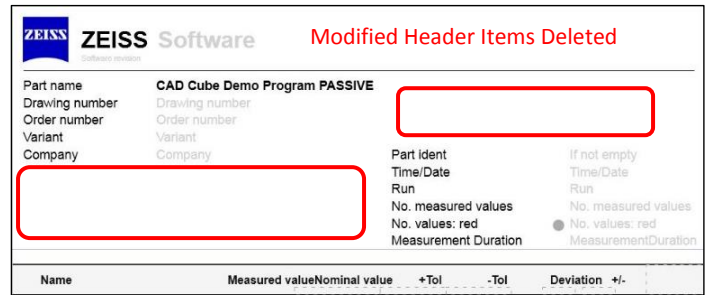 ZEISS ZEISS Software Modified Header Items Deleted
Software revision
Part name CAD Cube Demo Program PASSIVE
Drawing number Drawing number
Order number Order number
Variant Variant
Company Company Part ident If not empty
Time/Date Time/Date
Run Run
No. measured values No. measured values
No. values: red No. values: red
Measurement Duration MeasurementDuration
Name Measured valueNominal value +Tol -Tol Deviation +/-